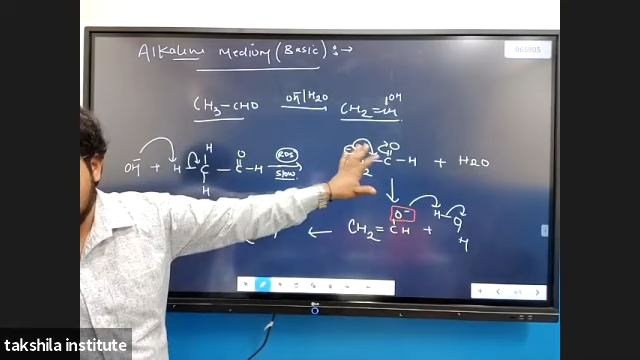 Alkaline Medium (Basic) :→
CH3-CHO OH/H2O CH2=CH OH
OH + H-C-C-H RDS slow C-H + H2O
H H O O
CH2=CH + H-O
O- H
takshila institute